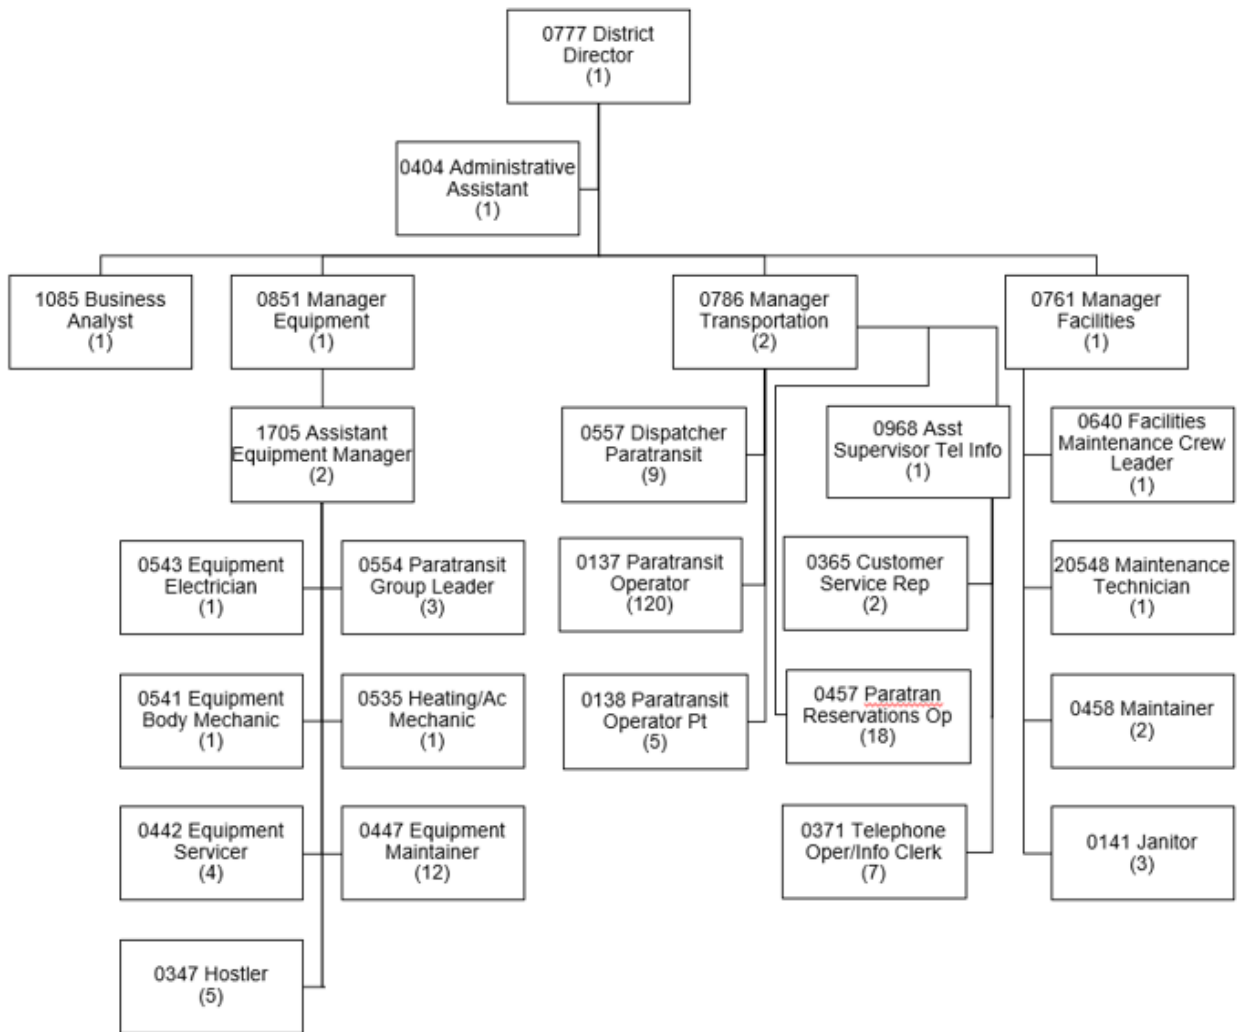 0777 District
Director
(1)
0404 Administrative
Assistant
(1)
1085 Business
Analyst
(1)
0851 Manager
Equipment
(1)
0786 Manager
Transportation
(2)
0761 Manager
Facilities
(1)
1705 Assistant
Equipment Manager
(2)
0557 Dispatcher
Paratransit
(9)
0968 Asst
Supervisor Tel Info
(1)
0640 Facilities
Maintenance Crew
Leader
(1)
0543 Equipment
Electrician
(1)
0554 Paratransit
Group Leader
(3)
0137 Paratransit
Operator
(120)
0365 Customer
Service Rep
(2)
20548 Maintenance
Technician
(1)
0541 Equipment
Body Mechanic
(1)
0535 Heating/Ac
Mechanic
(1)
0138 Paratransit
Operator Pt
(5)
0457 Paratran
Reservations Op
(18)
0458 Maintainer
(2)
0442 Equipment
Servicer
(4)
0447 Equipment
Maintainer
(12)
0371 Telephone
Oper/Info Clerk
(7)
0141 Janitor
(3)
0347 Hostler
(5)